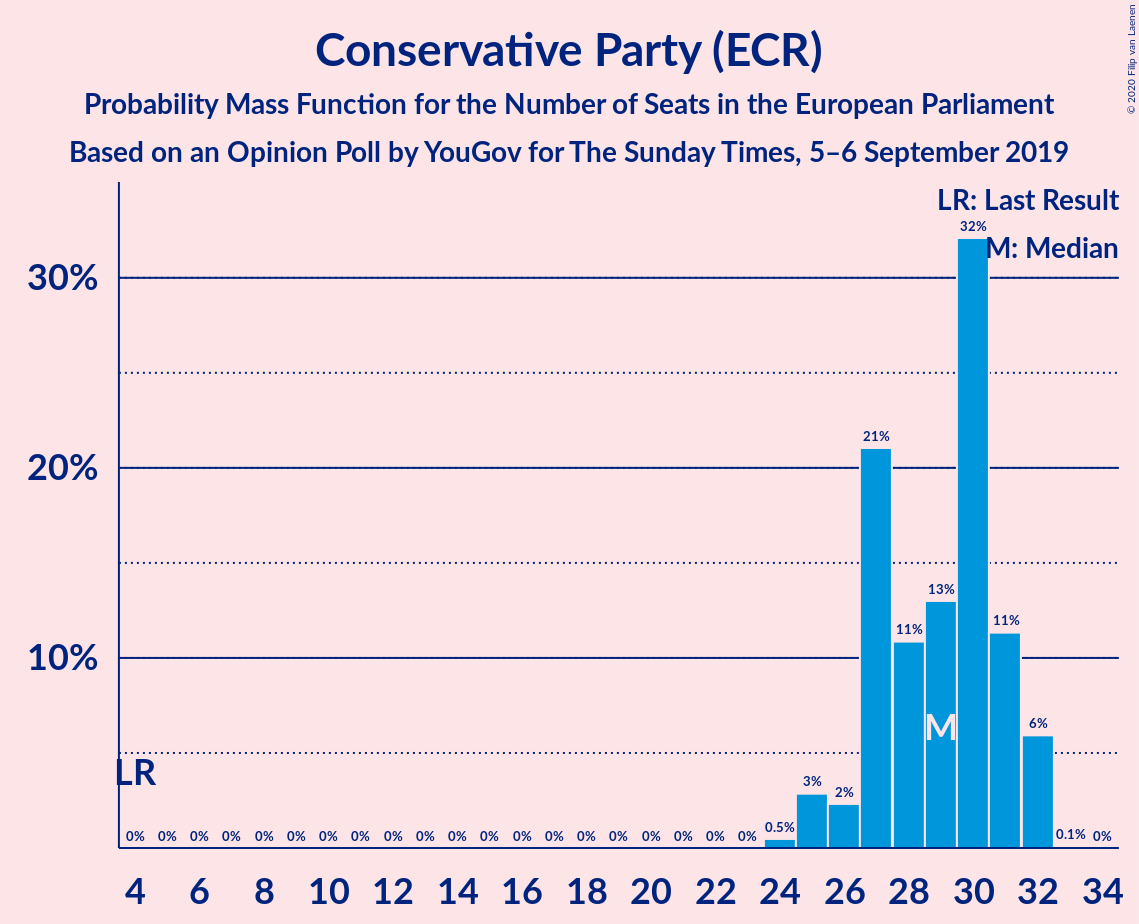 Conservative Party (ECR)
Probability Mass Function for the Number of Seats in the European Parliament
Based on an Opinion Poll by YouGov for The Sunday Times, 5–6 September 2019
© 2020 Filip van Laenen
LR: Last Result
M: Median
30%
20%
10%
32%
21%
13%
11%
11%
M
6%
LR
3%
2%
0% 0% 0% 0% 0% 0% 0% 0% 0% 0% 0% 0% 0% 0% 0% 0% 0% 0% 0% 0% 0.5% 0.1% 0%
4 6 8 10 12 14 16 18 20 22 24 26 28 30 32 34